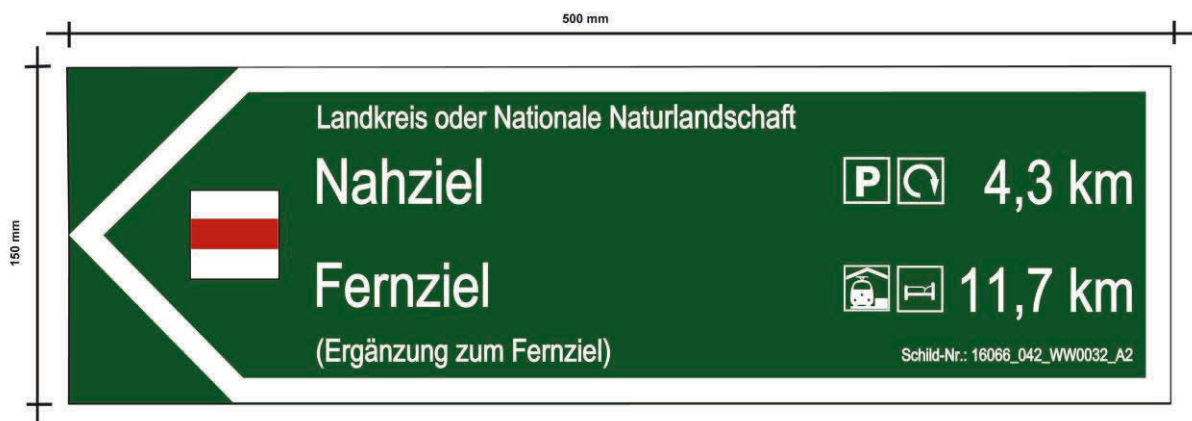 500 mm
150 mm
Landkreis oder Nationale Naturlandschaft
Nahziel P 4,3 km
Fernziel 11,7 km
(Ergänzung zum Fernziel)
Schild-Nr.: 16066_042_WW0032_A2